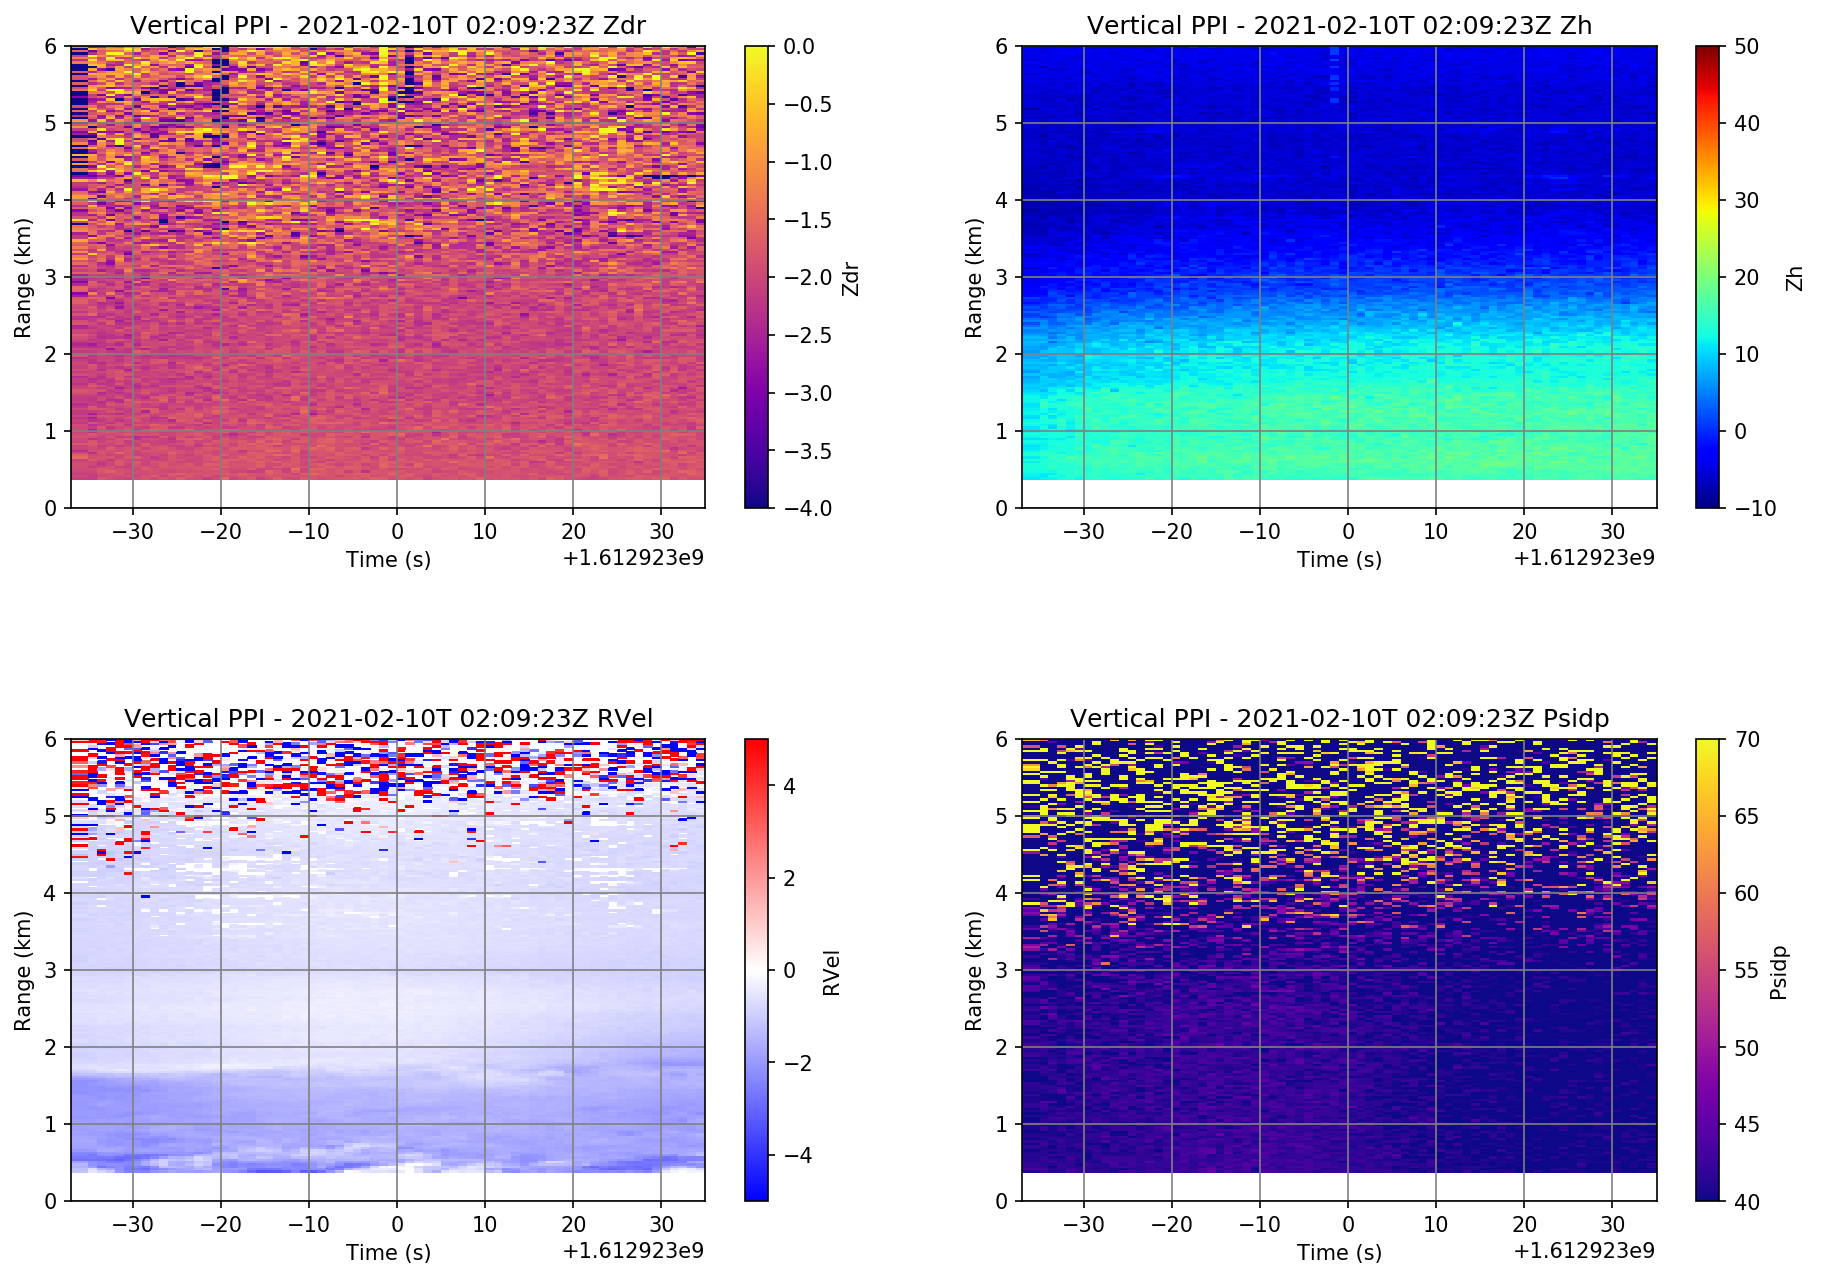 Vertical PPI - 2021-02-10T 02:09:23Z Zdr
6
5
4
3
2
1
0
Range (km)
−30 −20 −10 0 10 20 30
Time (s)
+1.612923e9
0.0
−0.5
−1.0
−1.5
−2.0
−2.5
−3.0
−3.5
−4.0
Zdr
Vertical PPI - 2021-02-10T 02:09:23Z Zh
6
5
4
3
2
1
0
Range (km)
−30 −20 −10 0 10 20 30
Time (s)
+1.612923e9
50
40
30
20
10
0
−10
Zh
Vertical PPI - 2021-02-10T 02:09:23Z RVel
6
5
4
3
2
1
0
Range (km)
−30 −20 −10 0 10 20 30
Time (s)
+1.612923e9
4
2
0
−2
−4
RVel
Vertical PPI - 2021-02-10T 02:09:23Z Psidp
6
5
4
3
2
1
0
Range (km)
−30 −20 −10 0 10 20 30
Time (s)
+1.612923e9
70
65
60
55
50
45
40
Psidp